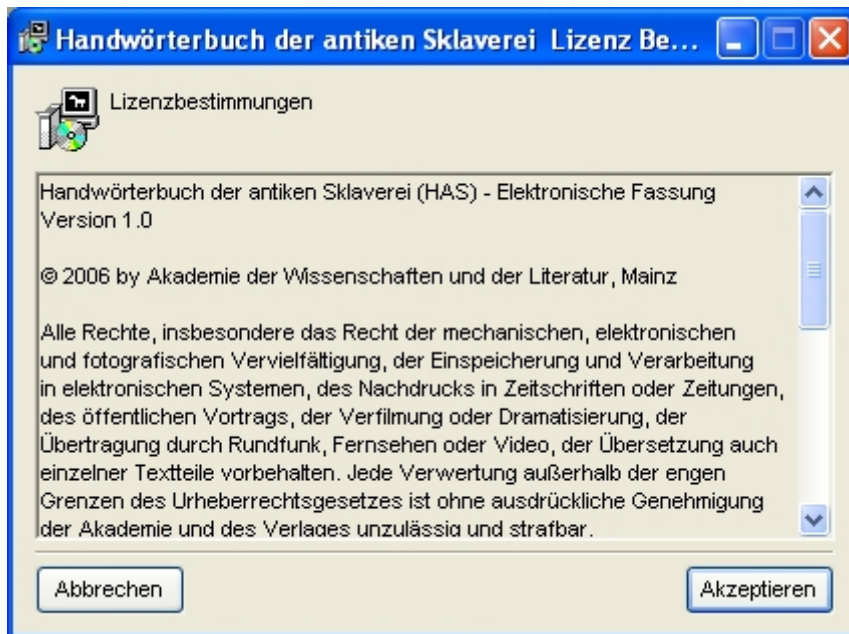 Handwörterbuch der antiken Sklaverei Lizenz Be...
Lizenzbestimmungen
Handwörterbuch der antiken Sklaverei (HAS) - Elektronische Fassung
Version 1.0
© 2006 by Akademie der Wissenschaften und der Literatur, Mainz
Alle Rechte, insbesondere das Recht der mechanischen, elektronischen
und fotografischen Vervielfältigung, der Einspeicherung und Verarbeitung
in elektronischen Systemen, des Nachdrucks in Zeitschriften oder Zeitungen,
des öffentlichen Vortrags, der Verfilmung oder Dramatisierung, der
Übertragung durch Rundfunk, Fernsehen oder Video, der Übersetzung auch
einzelner Textteile vorbehalten. Jede Verwertung außerhalb der engen
Grenzen des Urheberrechtsgesetzes ist ohne ausdrückliche Genehmigung
der Akademie und des Verlages unzulässig und strafbar.
Abbrechen
Akzeptieren